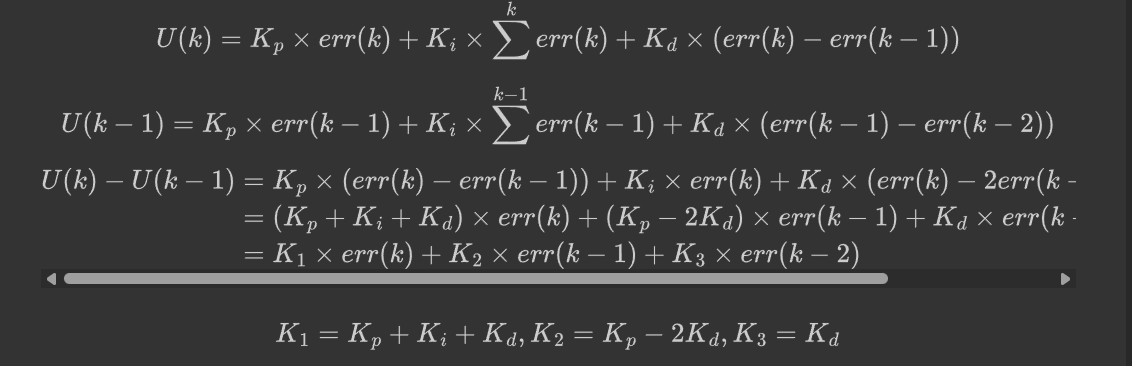 U(k) = K_p × err(k) + K_i × ∑^k err(k) + K_d × (err(k) − err(k − 1))
U(k − 1) = K_p × err(k − 1) + K_i × ∑^{k−1} err(k − 1) + K_d × (err(k − 1) − err(k − 2))
U(k) − U(k − 1) = K_p × (err(k) − err(k − 1)) + K_i × err(k) + K_d × (err(k) − 2err(k −
= (K_p + K_i + K_d) × err(k) + (K_p − 2K_d) × err(k − 1) + K_d × err(k -
= K_1 × err(k) + K_2 × err(k − 1) + K_3 × err(k − 2)
K_1 = K_p + K_i + K_d, K_2 = K_p − 2K_d, K_3 = K_d